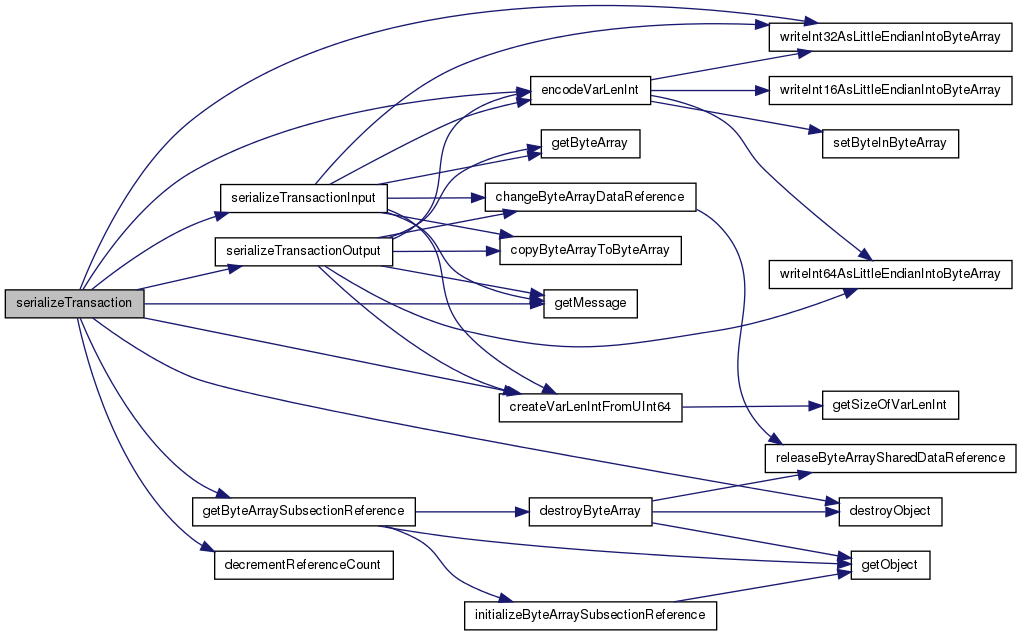 writeInt32AsLittleEndianIntoByteArray
encodeVarLenInt
writeInt16AsLittleEndianIntoByteArray
getByteArray
setByteInByteArray
serializeTransactionInput
changeByteArrayDataReference
serializeTransactionOutput
copyByteArrayToByteArray
writeInt64AsLittleEndianIntoByteArray
serializeTransaction
getMessage
createVarLenIntFromUInt64
getSizeOfVarLenInt
releaseByteArraySharedDataReference
getByteArraySubsectionReference
destroyByteArray
destroyObject
decrementReferenceCount
getObject
initializeByteArraySubsectionReference